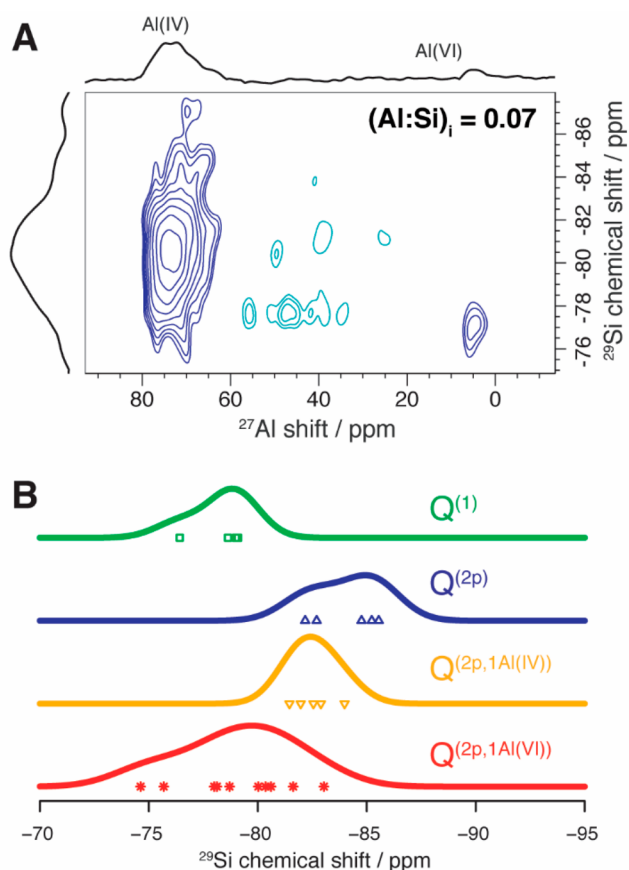 A
Al(IV)
Al(VI)
(Al:Si)i = 0.07
-86
-84
-82
-80
-78
-76
29Si chemical shift / ppm
80 60 40 20 0
27Al shift / ppm
B
Q(1)
Q(2p)
Q(2p,1Al(IV))
Q(2p,1Al(VI))
−70 −75 −80 −85 −90 −95
29Si chemical shift / ppm